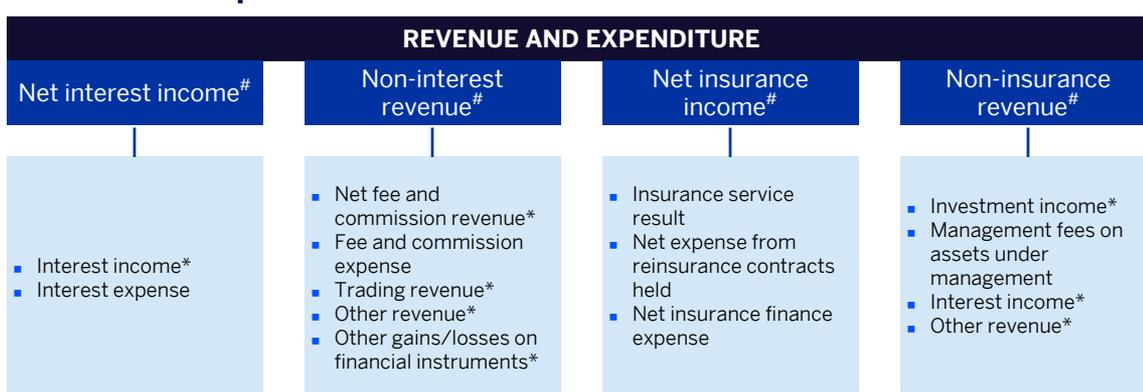 REVENUE AND EXPENDITURE
Net interest income#
Non-interest
revenue#
Net insurance
income#
Non-insurance
revenue#
▪ Interest income*
▪ Interest expense
▪ Net fee and
commission revenue*
▪ Fee and commission
expense
▪ Trading revenue*
▪ Other revenue*
▪ Other gains/losses on
financial instruments*
▪ Insurance service
result
▪ Net expense from
reinsurance contracts
held
▪ Net insurance finance
expense
▪ Investment income*
▪ Management fees on
assets under
management
▪ Interest income*
▪ Other revenue*